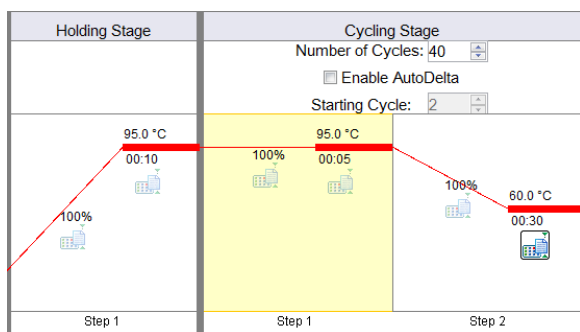 Holding Stage
Cycling Stage
Number of Cycles: 40
Enable AutoDelta
Starting Cycle: 2
95.0 °C
00:10
100%
95.0 °C
100%
00:05
100%
60.0 °C
00:30
Step 1
Step 1
Step 2